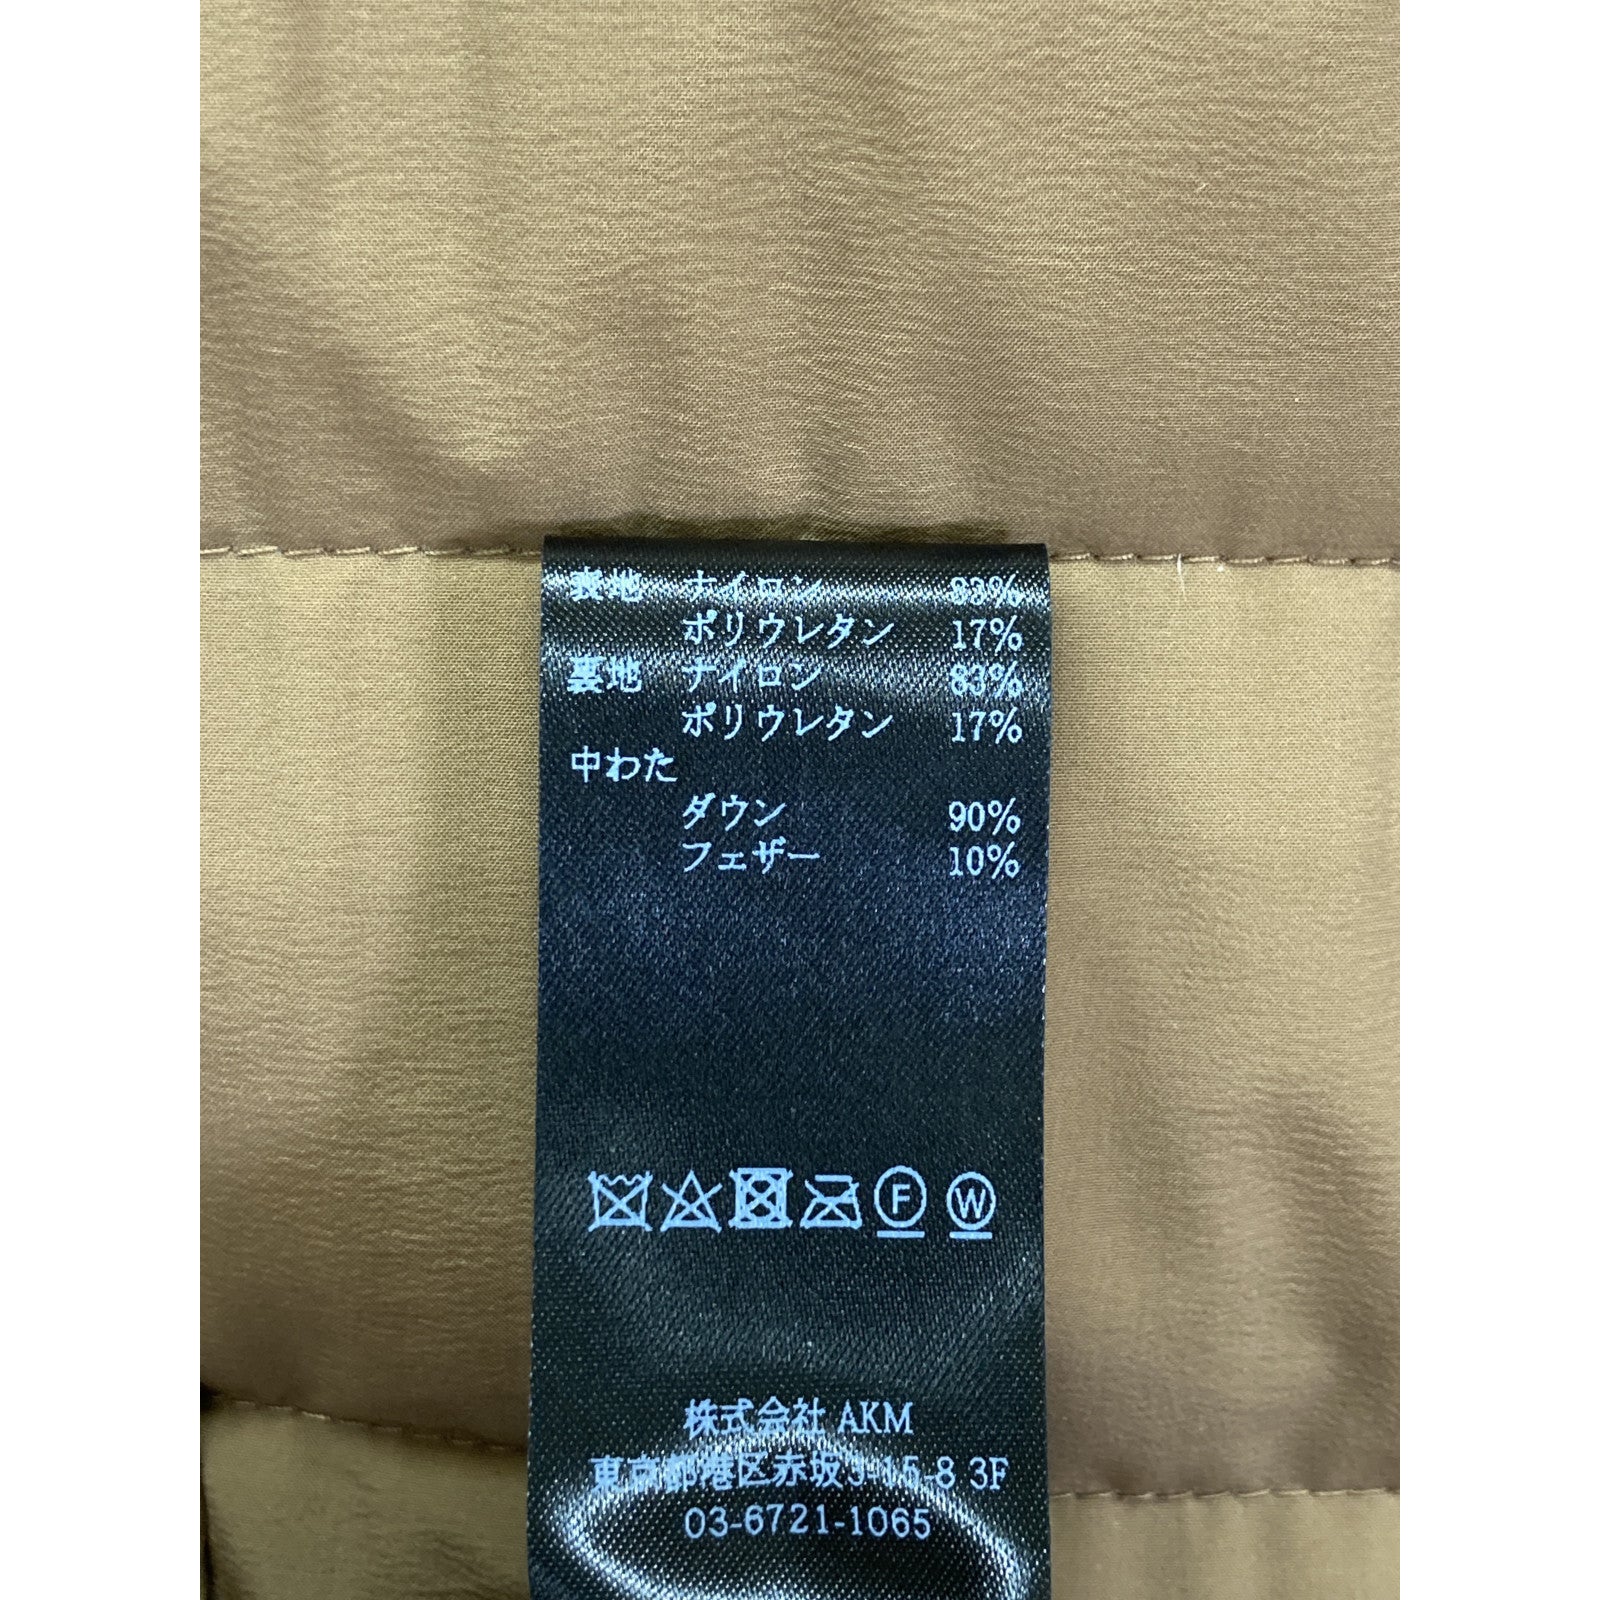 表地 ナイロン 83%
ポリウレタン 17%
裏地 ナイロン 83%
ポリウレタン 17%
中わた
ダウン 90%
フェザー 10%
F W
株式会社 AKM
東京都港区赤坂3-15-8 3F
03-6721-1065